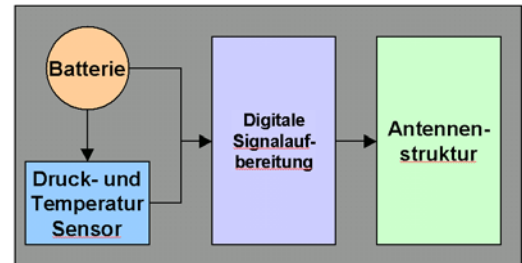 Batterie
Druck- und
Temperatur
Sensor
Digitale
Signalauf-
bereitung
Antennen-
struktur